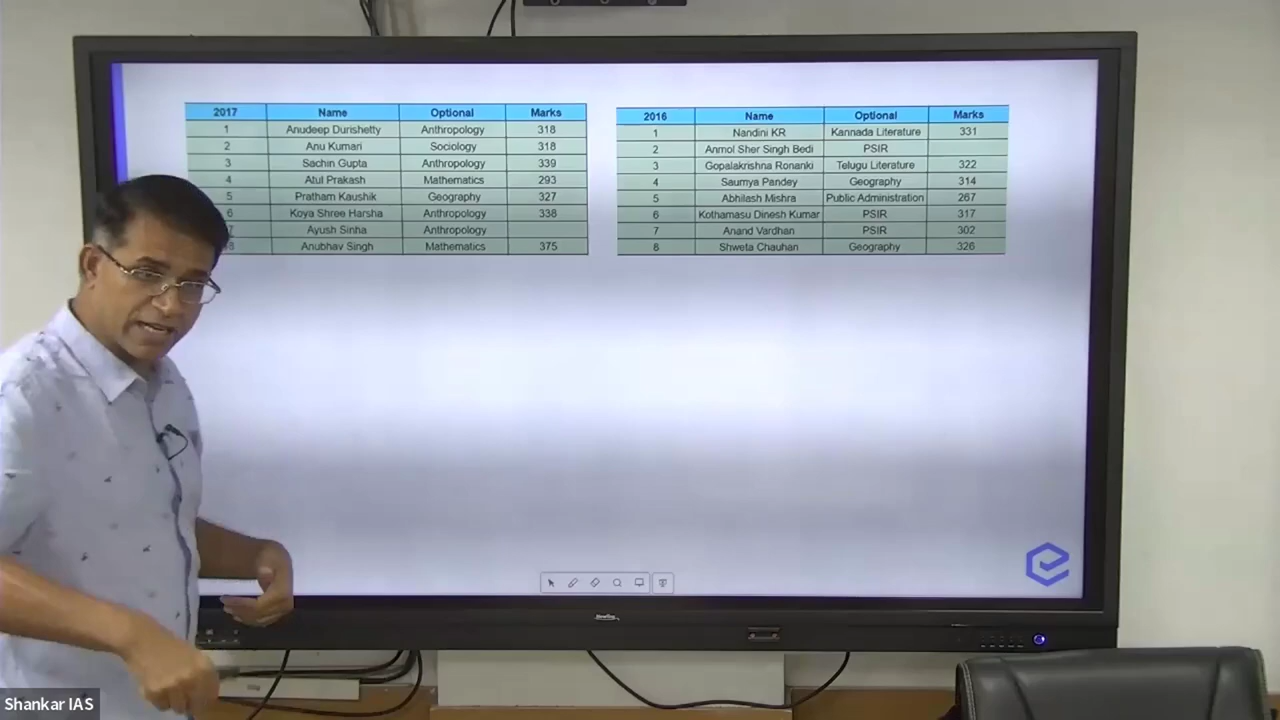 2017 Name Optional Marks
1 Anudeep Durishetty Anthropology 318
2 Anu Kumari Sociology 318
3 Sachin Gupta Anthropology 339
4 Atul Prakash Mathematics 293
5 Pratham Kaushik Geography 327
6 Koya Shree Harsha Anthropology 338
7 Ayush Sinha Anthropology
8 Anubhav Singh Mathematics 375
2016 Name Optional Marks
1 Nandini KR Kannada Literature 331
2 Anmol Sher Singh Bedi PSIR
3 Gopalakrishna Ronanki Telugu Literature 322
4 Saumya Pandey Geography 314
5 Abhilash Mishra Public Administration 267
6 Kothamasu Dinesh Kumar PSIR 317
7 Anand Vardhan PSIR 302
8 Shweta Chauhan Geography 326
Shankar IAS